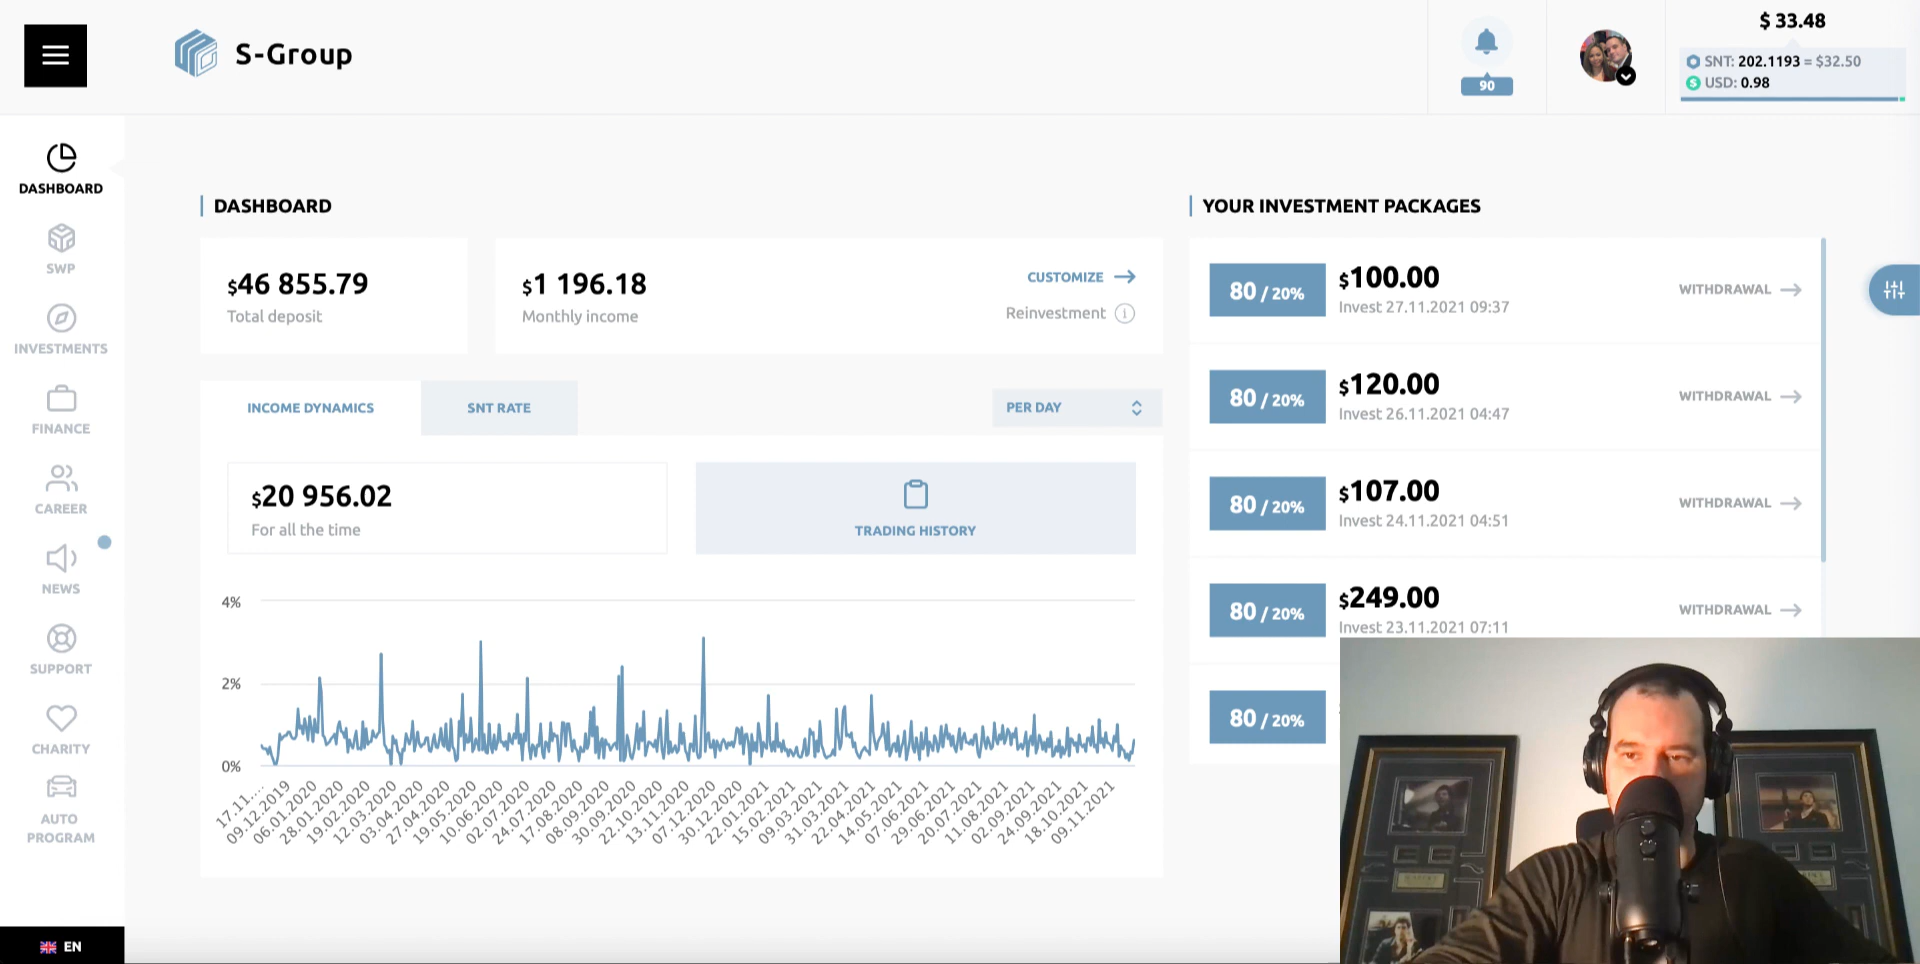 S-Group
90
$ 33.48
SNT: 202.1193 = $32.50
USD: 0.98
DASHBOARD
SWP
INVESTMENTS
FINANCE
CAREER
NEWS
SUPPORT
CHARITY
AUTO
PROGRAM
EN
DASHBOARD
$46 855.79
Total deposit
$1 196.18
Monthly income
CUSTOMIZE
Reinvestment
INCOME DYNAMICS
SNT RATE
PER DAY
$20 956.02
For all the time
TRADING HISTORY
4%
2%
0%
17.11....
09.12.2019
06.01.2020
28.01.2020
19.02.2020
12.03.2020
03.04.2020
27.04.2020
19.05.2020
10.06.2020
02.07.2020
24.07.2020
17.08.2020
08.09.2020
30.09.2020
22.10.2020
13.11.2020
07.12.2020
30.12.2020
22.01.2021
15.02.2021
09.03.2021
31.03.2021
22.04.2021
14.05.2021
07.06.2021
29.06.2021
20.07.2021
11.08.2021
02.09.2021
24.09.2021
18.10.2021
09.11.2021
YOUR INVESTMENT PACKAGES
80 / 20%
$100.00
Invest 27.11.2021 09:37
WITHDRAWAL
80 / 20%
$120.00
Invest 26.11.2021 04:47
WITHDRAWAL
80 / 20%
$107.00
Invest 24.11.2021 04:51
WITHDRAWAL
80 / 20%
$249.00
Invest 23.11.2021 07:11
WITHDRAWAL
80 / 20%